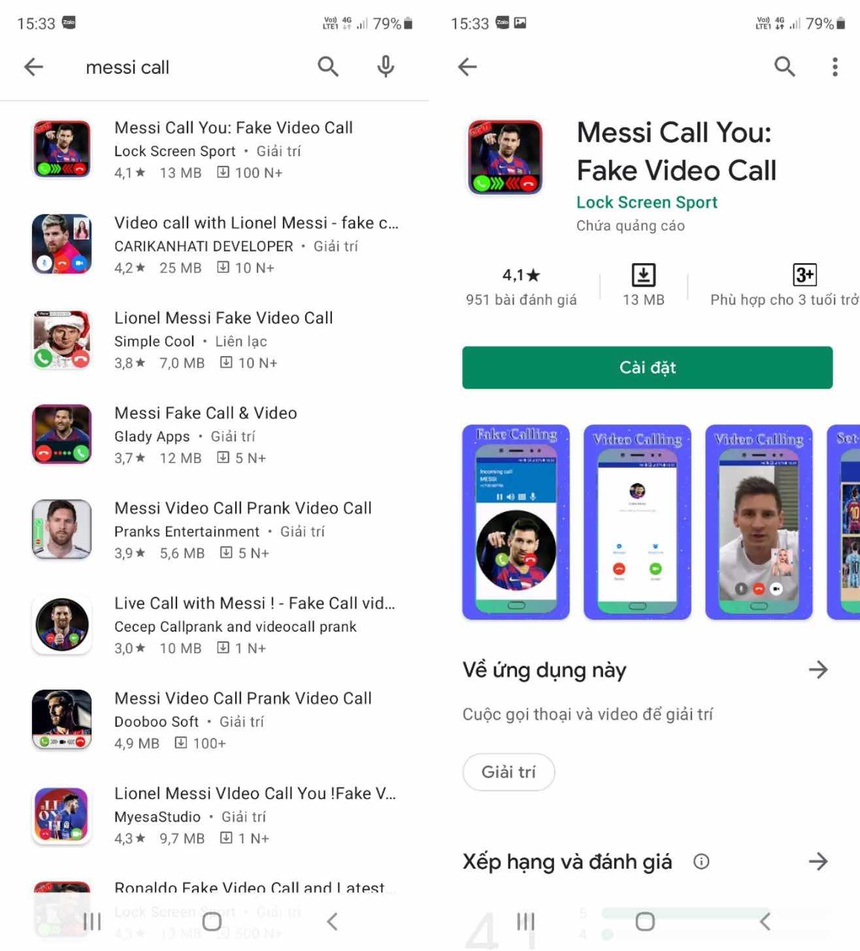 15:33
Zalo
Vo))
LTE1
4G
79%
messi call
Messi Call You: Fake Video Call
Lock Screen Sport • Giải trí
4,1★ 13 MB 100 N+
Video call with Lionel Messi - fake c...
CARIKANHATI DEVELOPER • Giải trí
4,2★ 25 MB 10 N+
Lionel Messi Fake Video Call
Simple Cool • Liên lạc
3,8★ 7,0 MB 10 N+
Messi Fake Call & Video
Glady Apps • Giải trí
3,7★ 12 MB 5 N+
Messi Video Call Prank Video Call
Pranks Entertainment • Giải trí
3,9★ 5,6 MB 5 N+
Live Call with Messi ! - Fake Call vid...
Cecep Callprank and videocall prank
3,0★ 10 MB 1 N+
Messi Video Call Prank Video Call
Dooboo Soft • Giải trí
4,9 MB 100+
Lionel Messi VIdeo Call You !Fake V...
MyesaStudio • Giải trí
4,3★ 9,7 MB 1 N+
Ronaldo Fake Video Call and Latest...
Lock Screen Sport • Giải trí
4,3★ 13 MB 500 N+
15:33
Zalo
Vo))
LTE1
4G
79%
Messi Call You:
Fake Video Call
Lock Screen Sport
Chứa quảng cáo
4,1★
951 bài đánh giá
13 MB
3+
Phù hợp cho 3 tuổi trở
Cài đặt
Fake Calling
Incoming call
MESSI
Video Calling
Video Calling
Set
Về ứng dụng này
Cuộc gọi thoại và video để giải trí
Giải trí
Xếp hạng và đánh giá
5
4